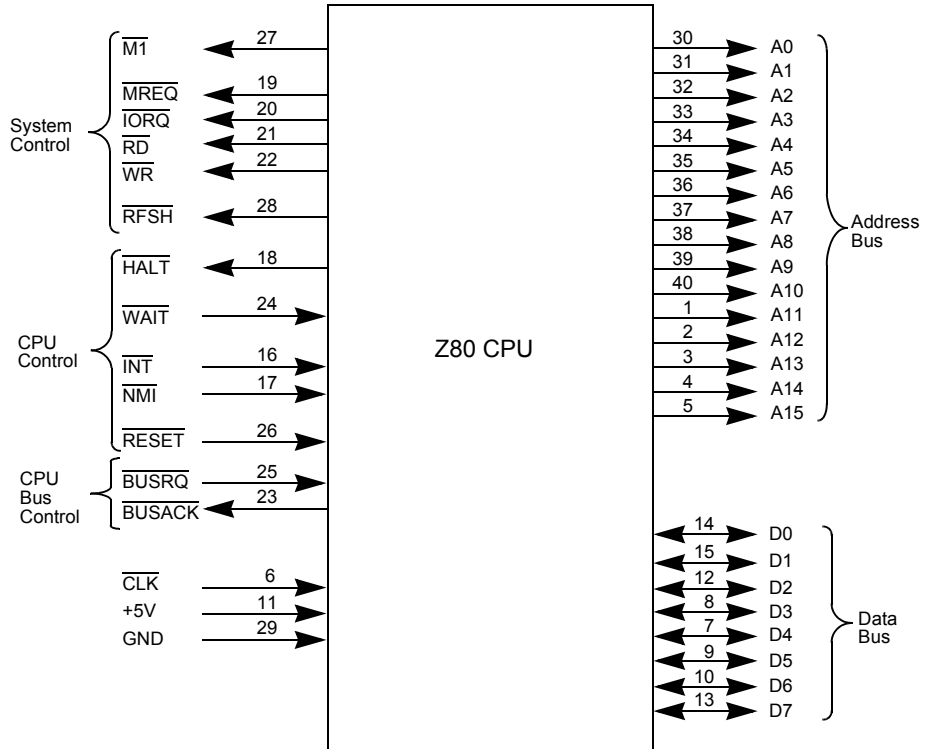 System
Control
M1 27
MREQ 19
IORQ 20
RD 21
WR 22
RFSH 28
CPU
Control
HALT 18
WAIT 24
INT 16
NMI 17
RESET 26
CPU
Bus
Control
BUSRQ 25
BUSACK 23
CLK 6
+5V 11
GND 29
Z80 CPU
30 A0
31 A1
32 A2
33 A3
34 A4
35 A5
36 A6
37 A7
38 A8
39 A9
40 A10
1 A11
2 A12
3 A13
4 A14
5 A15
Address
Bus
14 D0
15 D1
12 D2
8 D3
7 D4
9 D5
10 D6
13 D7
Data
Bus